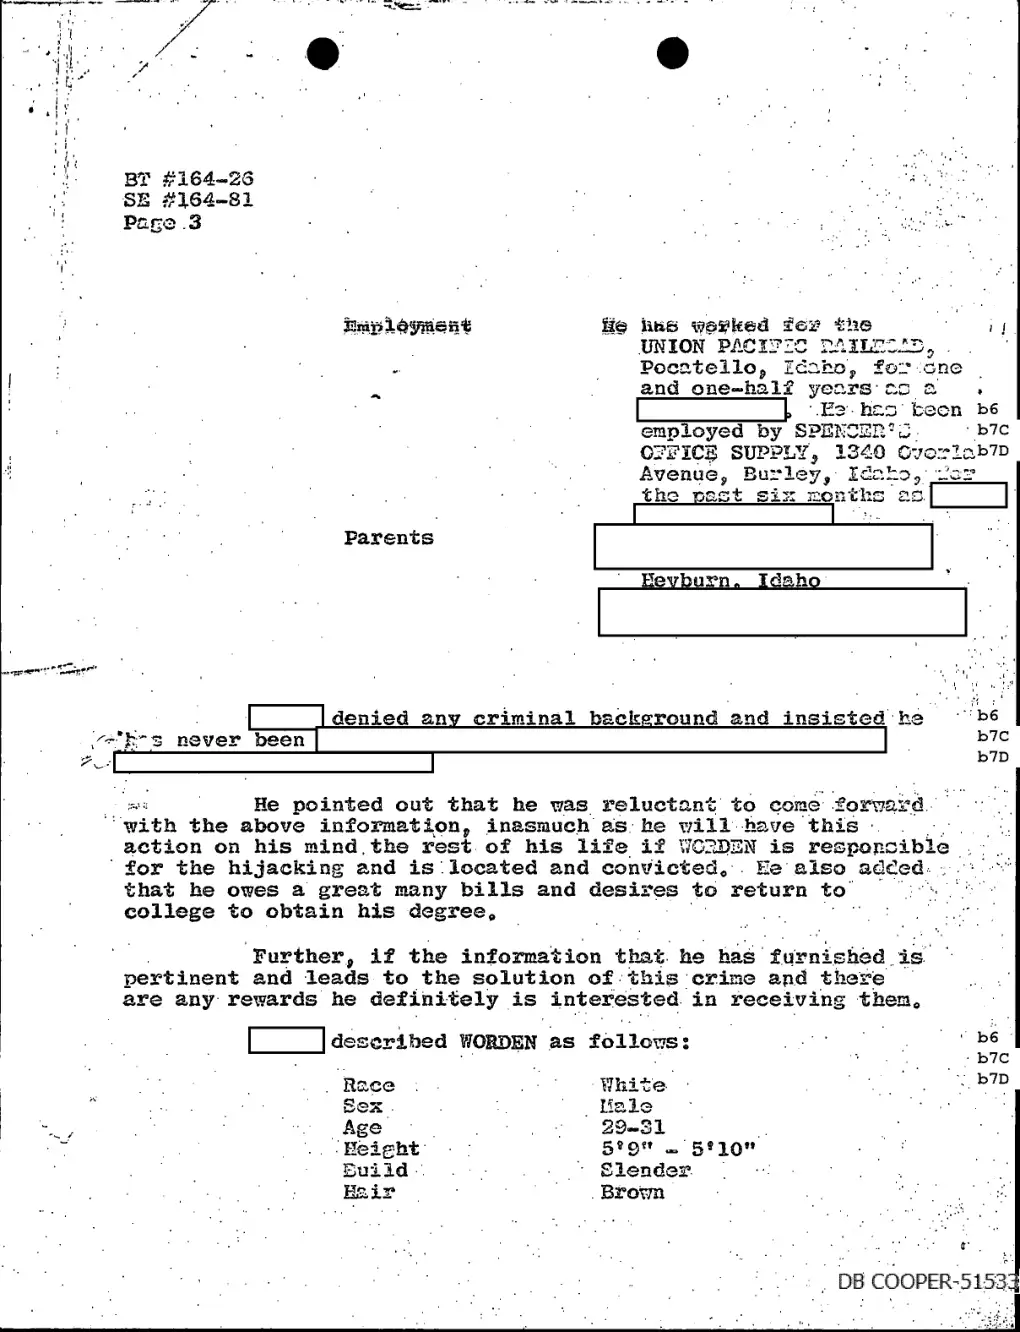 BT #164-26
SE #164-81
Page 3
Employment He has worked for the
UNION PACIFIC RAILROAD,
Pocatello, Idaho, for one
and one-half years as a
. He has been b6
employed by SPENCER'S b7C
OFFICE SUPPLY, 1340 b7D
Avenue, Burley, Idaho, for
the past six months as
Parents
Heyburn, Idaho
denied any criminal background and insisted he b6
has never been b7C
b7D
He pointed out that he was reluctant to come forward
with the above information, inasmuch as he will have this
action on his mind the rest of his life if WORDEN is responsible
for the hijacking and is located and convicted. He also added
that he owes a great many bills and desires to return to
college to obtain his degree.
Further, if the information that he has furnished is
pertinent and leads to the solution of this crime and there
are any rewards he definitely is interested in receiving them.
described WORDEN as follows: b6
b7C
Race White b7D
Sex Male
Age 29-31
Height 5'9" - 5'10"
Build Slender
Hair Brown
DB COOPER-51533